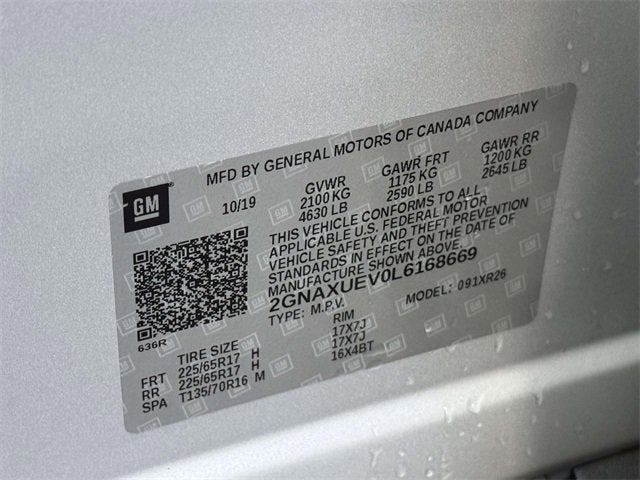 GM
MFD BY GENERAL MOTORS OF CANADA COMPANY
10/19
GVWR
2100 KG
4630 LB
GAWR FRT
1175 KG
2590 LB
GAWR RR
1200 KG
2645 LB
THIS VEHICLE CONFORMS TO ALL
APPLICABLE U.S. FEDERAL MOTOR
VEHICLE SAFETY AND THEFT PREVENTION
STANDARDS IN EFFECT ON THE DATE OF
MANUFACTURE SHOWN ABOVE.
2GNAXUEV0L6168669
TYPE: M.P.V. MODEL: 091XR26
636R
TIRE SIZE RIM
FRT 225/65R17 H 17X7J
RR 225/65R17 H 17X7J
SPA T135/70R16 M 16X4BT